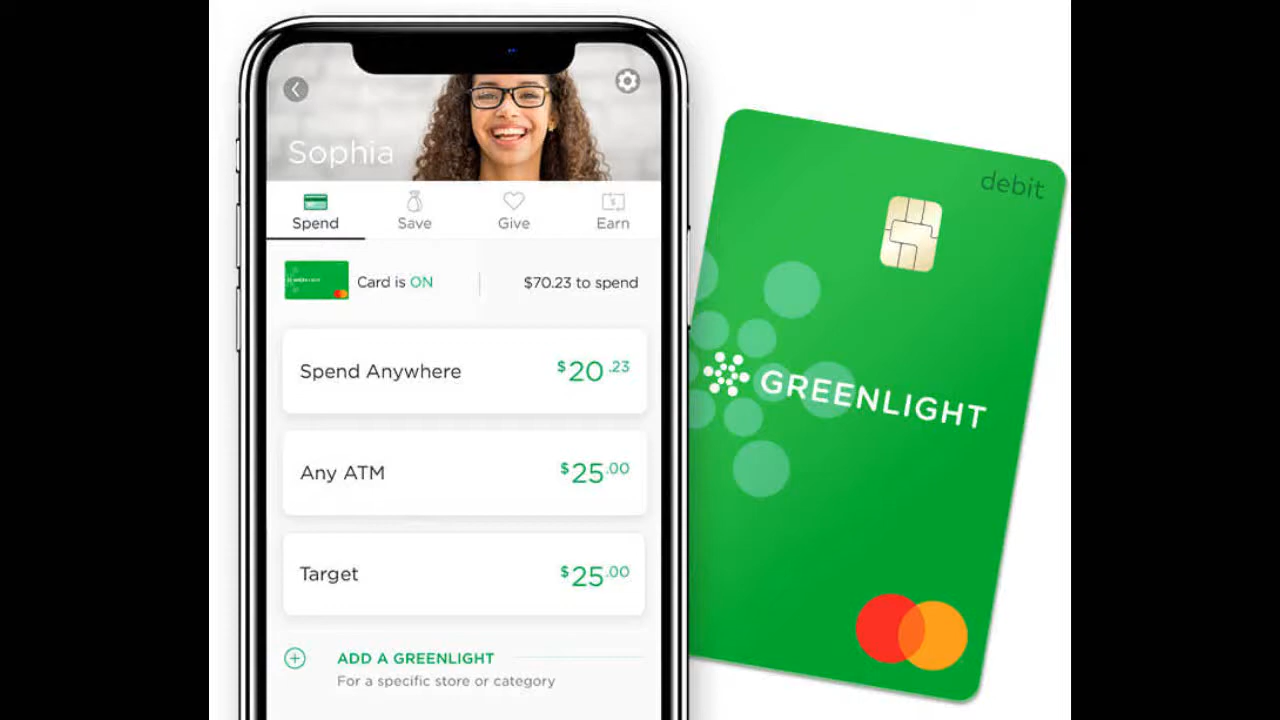 Sophia
Spend Save Give Earn
Card is ON $70.23 to spend
Spend Anywhere $20.23
Any ATM $25.00
Target $25.00
ADD A GREENLIGHT
For a specific store or category
debit
GREENLIGHT